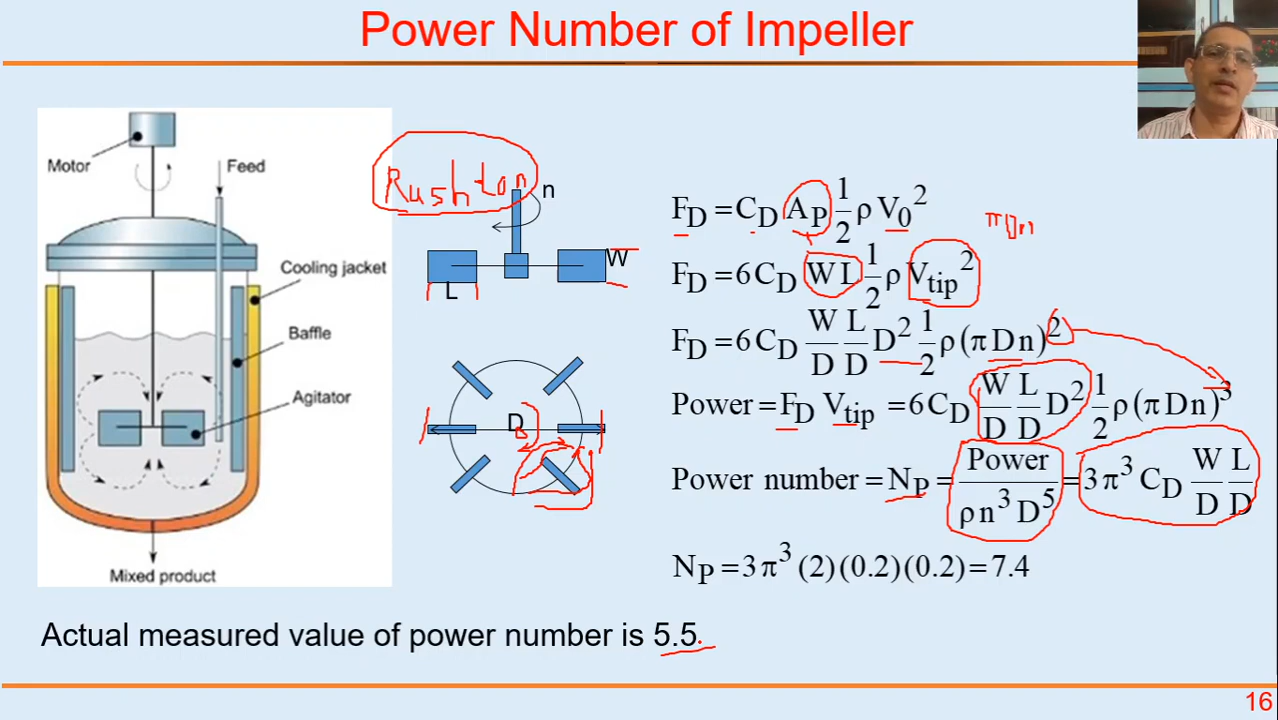 Power Number of Impeller
Motor
Feed
Cooling jacket
Baffle
Agitator
Mixed product
Rushton
n
W
L
D
F_D = C_D A_P 1/2 ρ V_0^2
πDn
F_D = 6 C_D W L 1/2 ρ V_tip^2
F_D = 6 C_D W/D L/D D^2 1/2 ρ (π D n)^2
Power = F_D V_tip = 6 C_D W/D L/D D^2 1/2 ρ (π D n)^3
Power number = N_P = Power/(ρ n^3 D^5) = 3 π^3 C_D W/D L/D
N_P = 3 π^3 (2)(0.2)(0.2) = 7.4
Actual measured value of power number is 5.5.
16